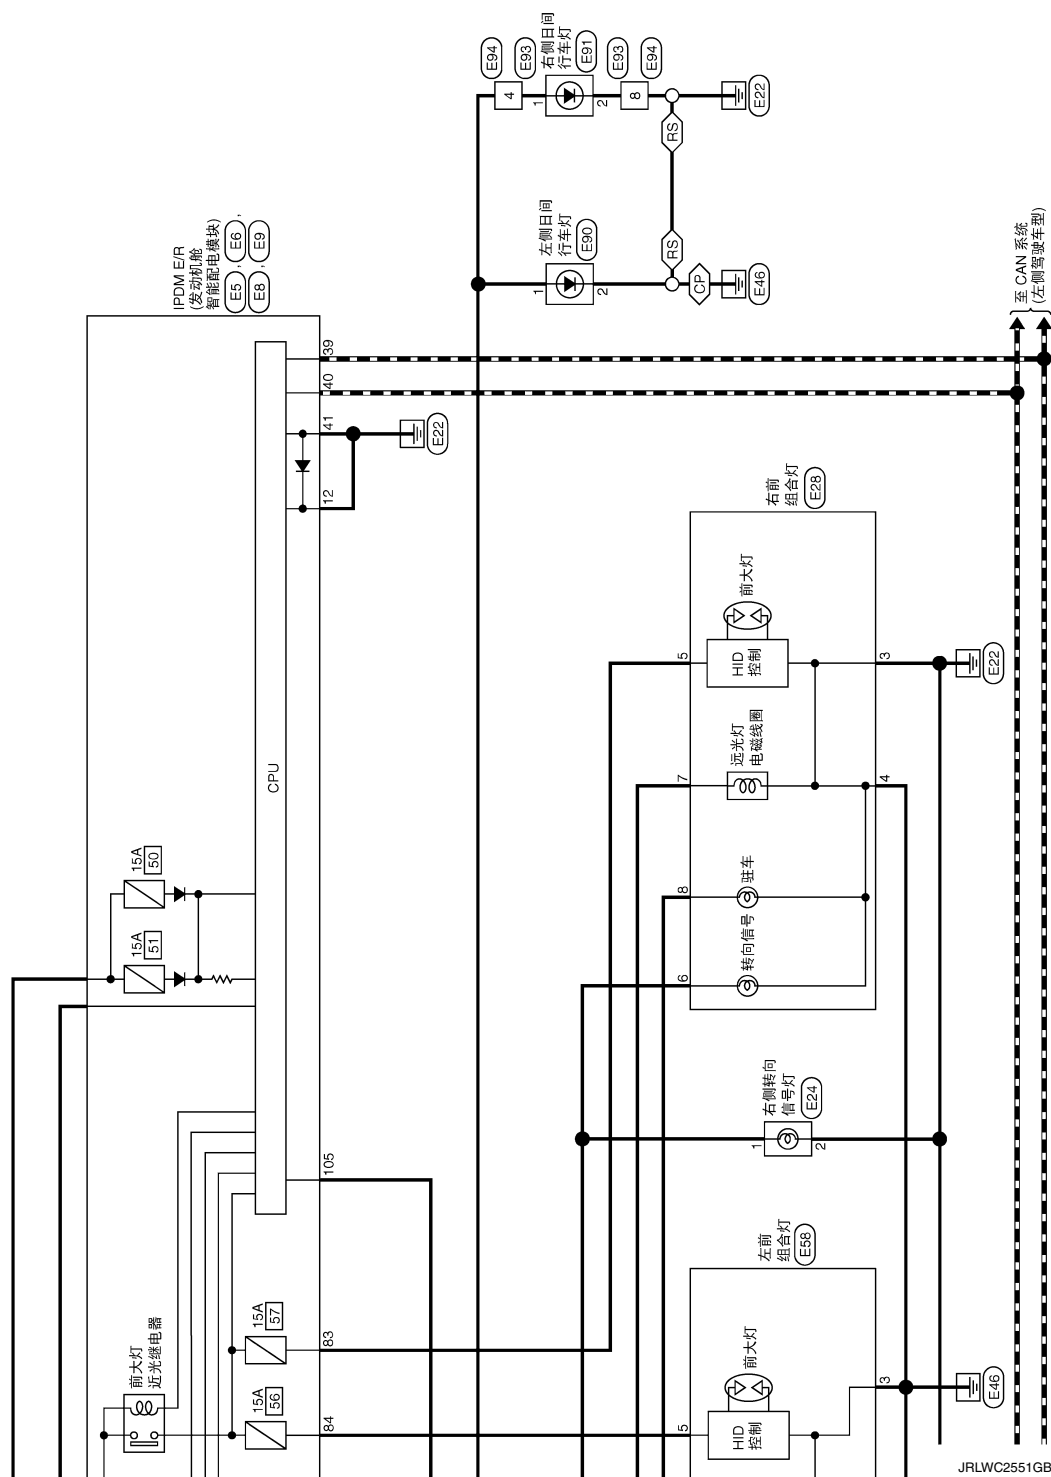 E94
E93
右侧日间
行车灯
E91
E93
E94
4
1
2
8
E22
RS
左侧日间
行车灯
E90
1
2
RS
CP
E46
至 CAN 系统
(左侧驾驶车型)
IPDM E/R
(发动机舱
智能配电模块)
E5 , E6 ,
E8 , E9
39
40
41
12
E22
CPU
右前
组合灯
E28
前大灯
HID
控制
5
3
E22
远光灯
电磁线圈
7
4
驻车
8
转向信号
6
15A
50
15A
51
右侧转向
信号灯
E24
1
2
105
左前
组合灯
E58
前大灯
HID
控制
5
3
E46
前大灯
近光继电器
15A
57
83
15A
56
84
JRLWC2551GB